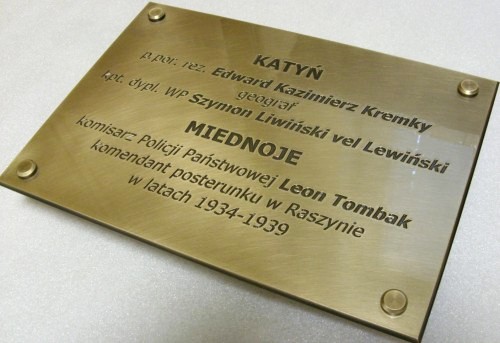 KATYŃ
p.por. rez. Edward Kazimierz Kremky
geograf
kpt. dypl. WP Szymon Liwiński vel Lewiński
MIEDNOJE
komisarz Policji Państwowej Leon Tombak
komendant posterunku w Raszynie
w latach 1934-1939